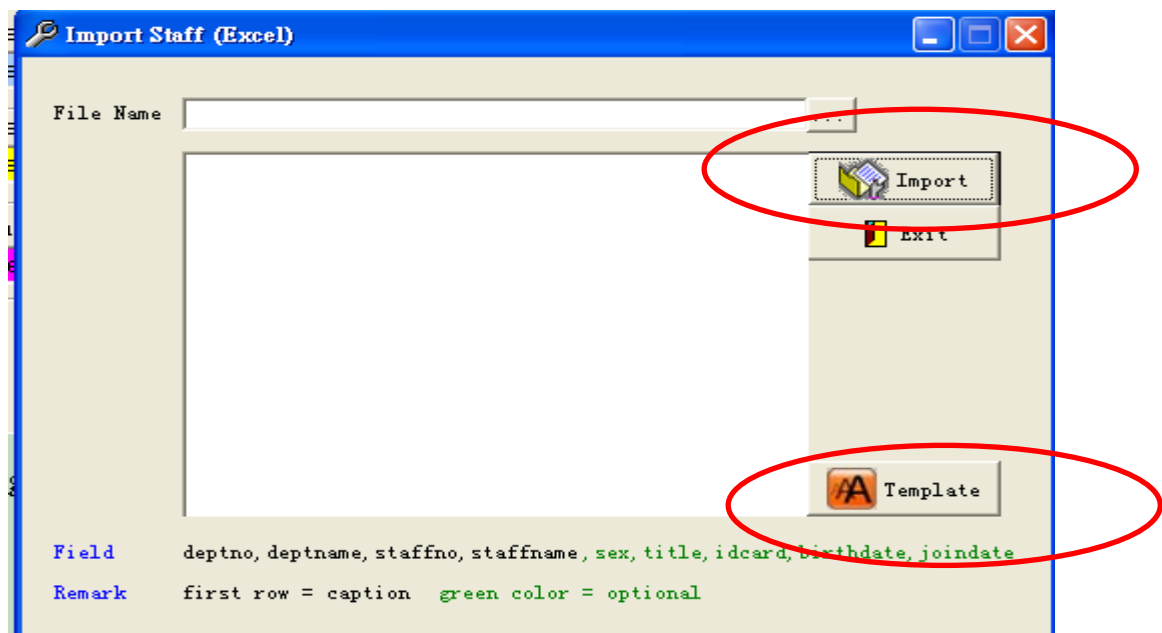 Import Staff (Excel)
File Name
...
Import
Exit
Template
Field deptno, deptname, staffno, staffname, sex, title, idcard, birthdate, joindate
Remark first row = caption green color = optional